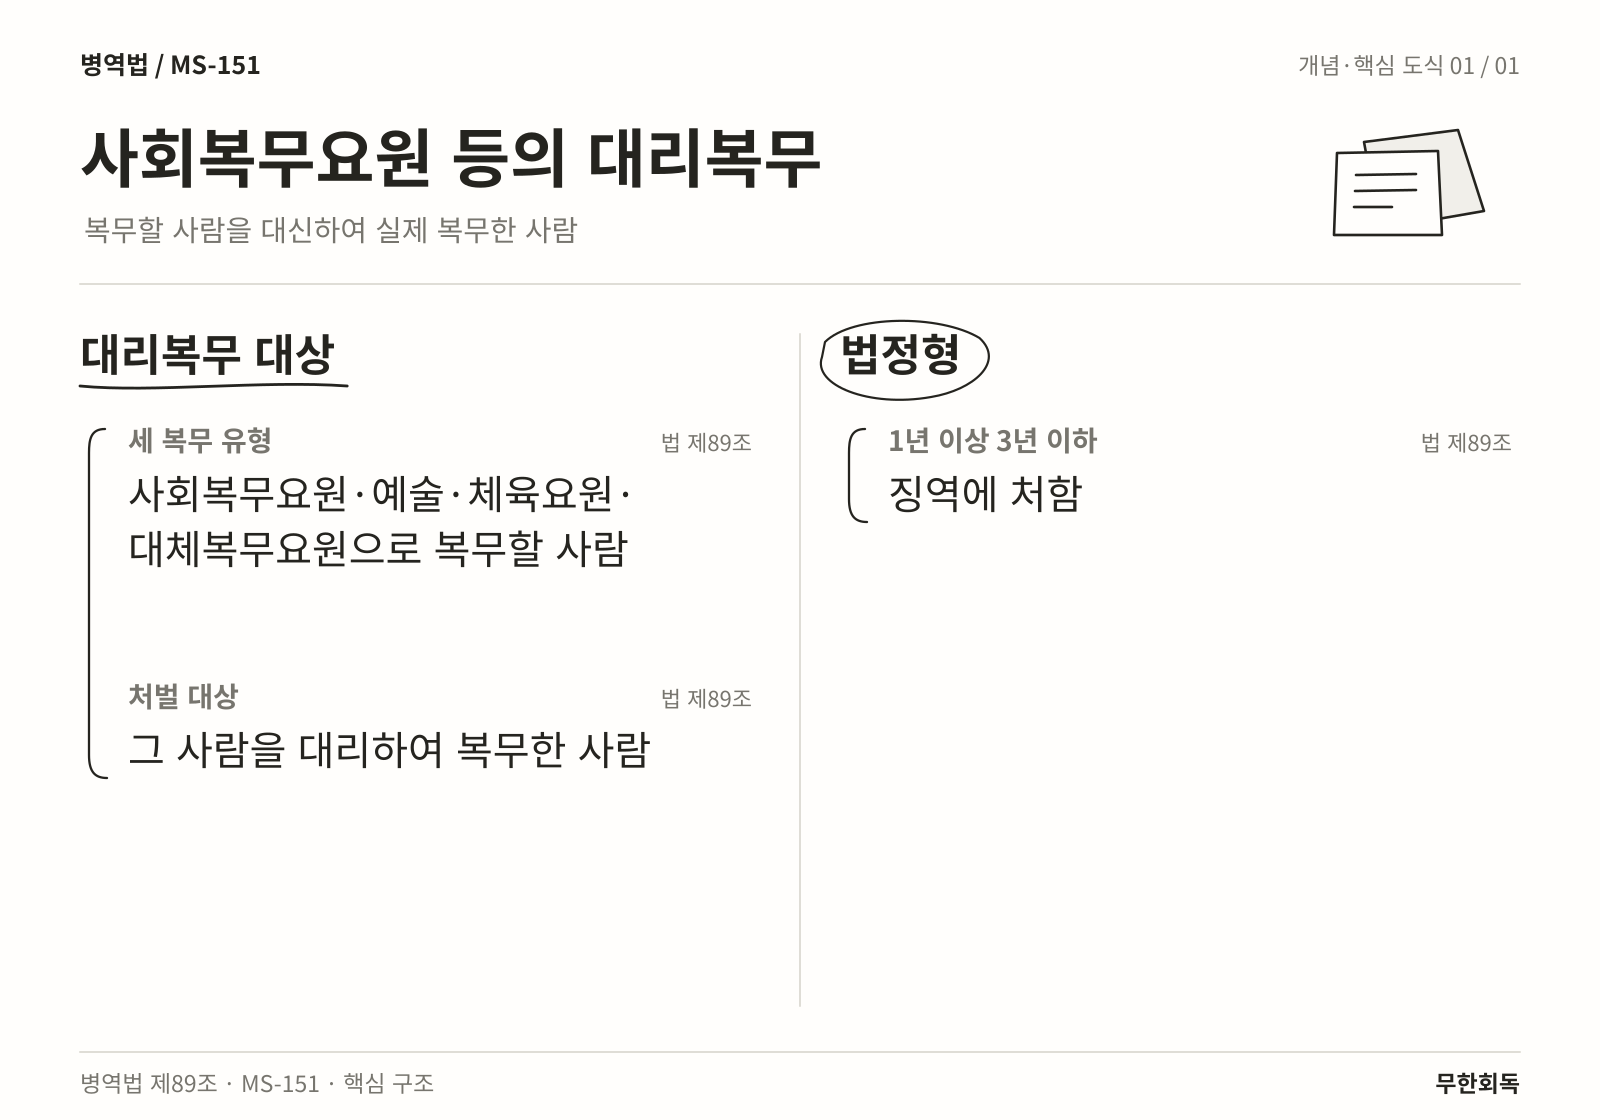 병역법 / MS-151
개념·핵심 도식 01 / 01
사회복무요원 등의 대리복무
복무할 사람을 대신하여 실제 복무한 사람
대리복무 대상
세 복무 유형
법 제89조
사회복무요원·예술·체육요원·
대체복무요원으로 복무할 사람
처벌 대상
법 제89조
그 사람을 대리하여 복무한 사람
법정형
1년 이상 3년 이하
법 제89조
징역에 처함
병역법 제89조 · MS-151 · 핵심 구조
무한회독